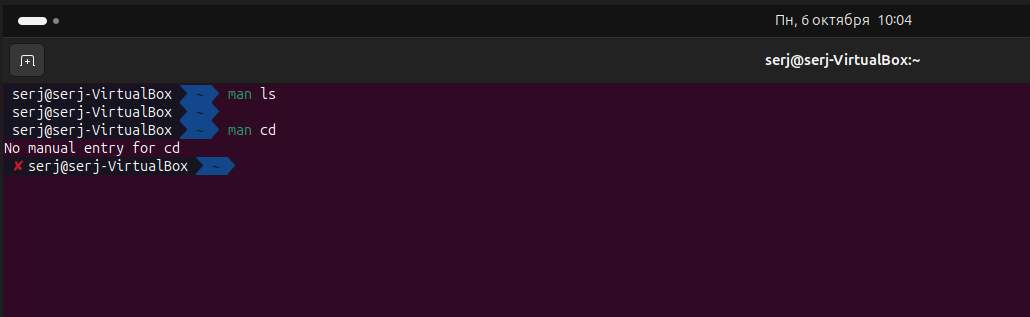 Пн, 6 октября 10:04
serj@serj-VirtualBox:~
serj@serj-VirtualBox ~ man ls
serj@serj-VirtualBox ~
serj@serj-VirtualBox ~ man cd
No manual entry for cd
✘ serj@serj-VirtualBox ~